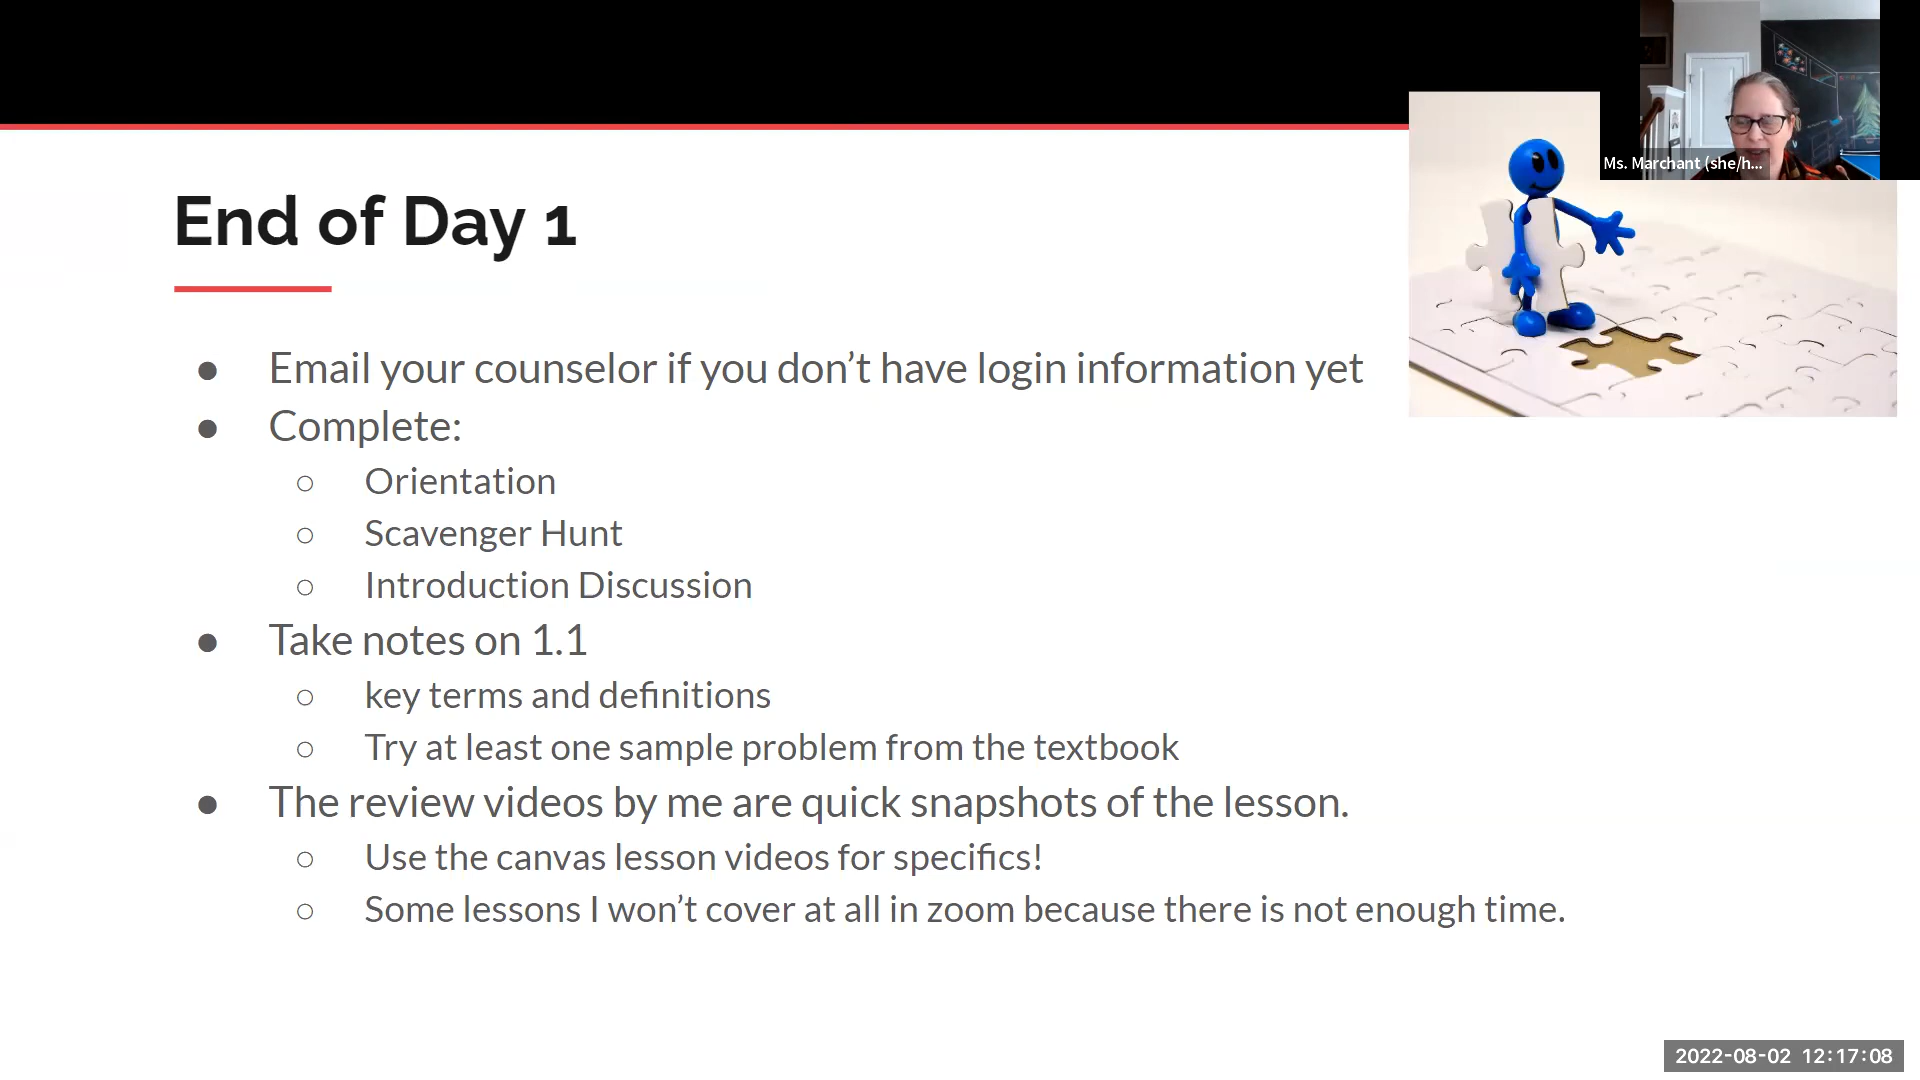 Ms. Marchant (she/h...
End of Day 1
● Email your counselor if you don’t have login information yet
● Complete:
○ Orientation
○ Scavenger Hunt
○ Introduction Discussion
● Take notes on 1.1
○ key terms and definitions
○ Try at least one sample problem from the textbook
● The review videos by me are quick snapshots of the lesson.
○ Use the canvas lesson videos for specifics!
○ Some lessons I won’t cover at all in zoom because there is not enough time.
2022-08-02 12:17:08